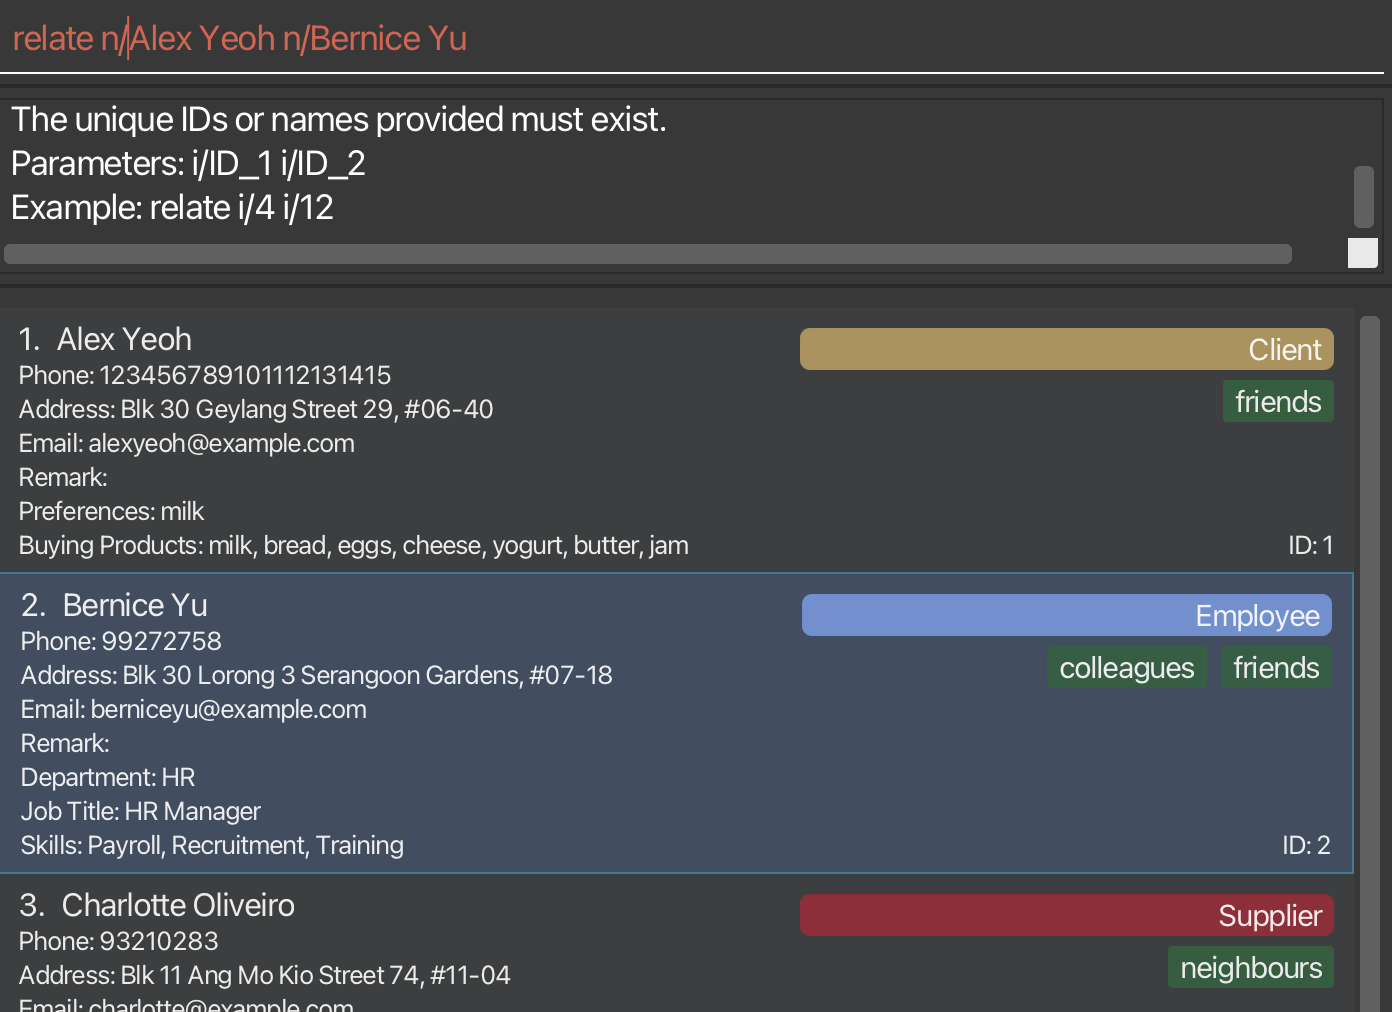 relate n/Alex Yeoh n/Bernice Yu
The unique IDs or names provided must exist.
Parameters: i/ID_1 i/ID_2
Example: relate i/4 i/12
1. Alex Yeoh
Client
Phone: 123456789101112131415
friends
Address: Blk 30 Geylang Street 29, #06-40
Email: alexyeoh@example.com
Remark:
Preferences: milk
Buying Products: milk, bread, eggs, cheese, yogurt, butter, jam
ID: 1
2. Bernice Yu
Employee
Phone: 99272758
colleagues friends
Address: Blk 30 Lorong 3 Serangoon Gardens, #07-18
Email: berniceyu@example.com
Remark:
Department: HR
Job Title: HR Manager
Skills: Payroll, Recruitment, Training
ID: 2
3. Charlotte Oliveiro
Supplier
Phone: 93210283
neighbours
Address: Blk 11 Ang Mo Kio Street 74, #11-04
Email: charlotte@example.com